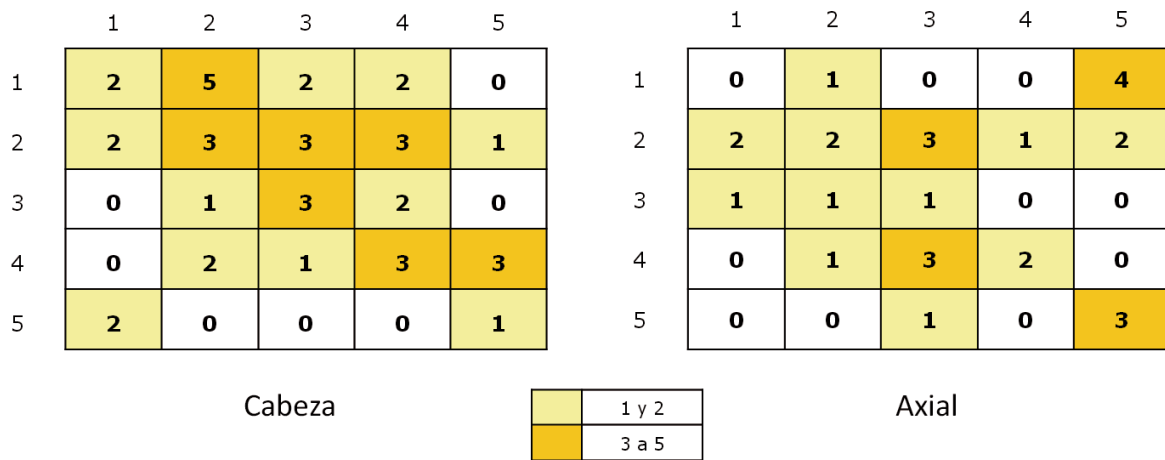 1 2 3 4 5
1 2 5 2 2 0
2 2 3 3 3 1
3 0 1 3 2 0
4 0 2 1 3 3
5 2 0 0 0 1
Cabeza
1 2 3 4 5
1 0 1 0 0 4
2 2 2 3 1 2
3 1 1 1 0 0
4 0 1 3 2 0
5 0 0 1 0 3
Axial
1 y 2
3 a 5